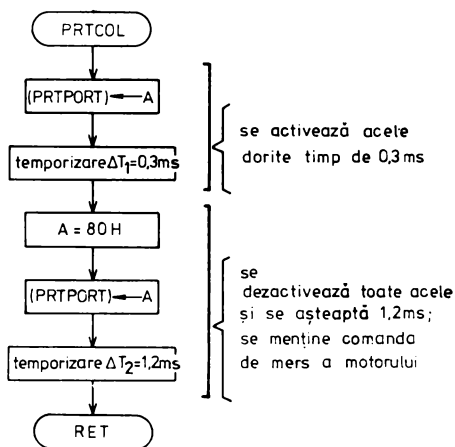 PRTCOL
(PRTPORT)←A
temporizare ΔT₁=0,3ms
se activează acele
dorite timp de 0,3ms
A = 80H
(PRTPORT)←A
temporizare ΔT₂=1,2ms
se
dezactivează toate acele
și se așteaptă 1,2ms;
se menține comanda
de mers a motorului
RET